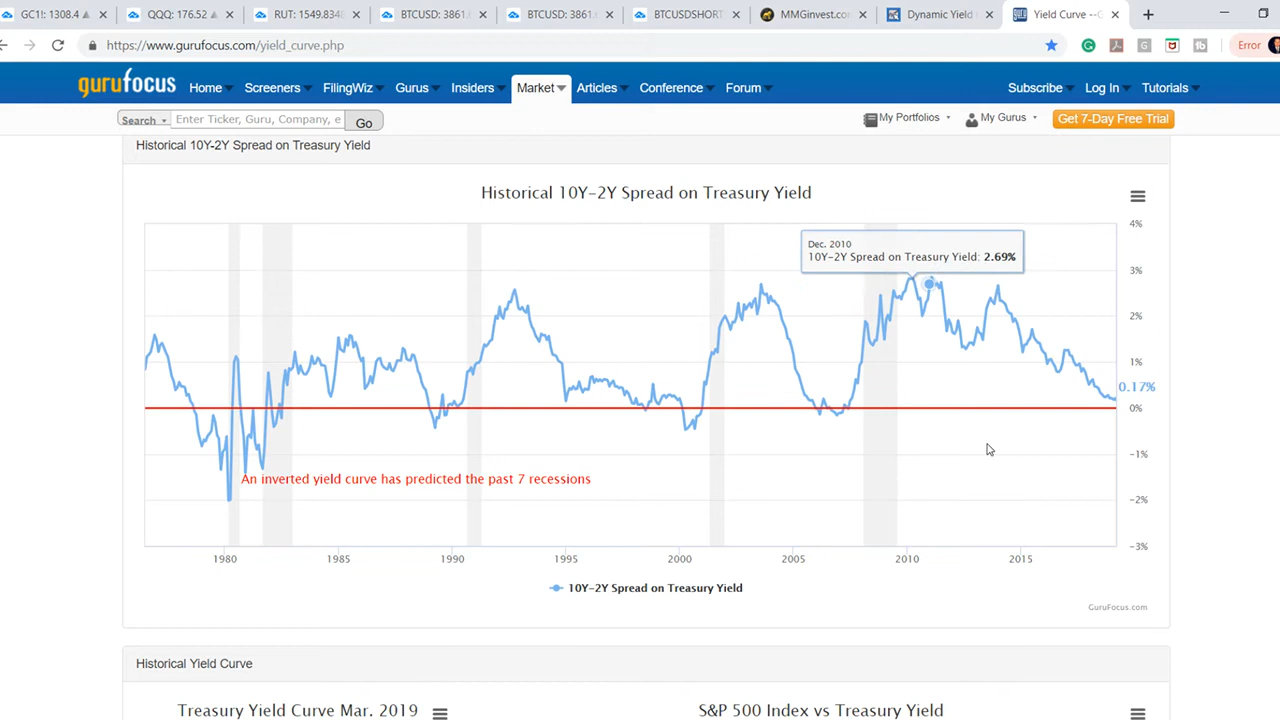 GC1!: 1308.4
QQQ: 176.52
RUT: 1549.8348
BTCUSD: 3861.
BTCUSD: 3861.
BTCUSDSHORT
MMGinvest.co
Dynamic Yield
Yield Curve --G
https://www.gurufocus.com/yield_curve.php
Error
gurufocus
Home
Screeners
FilingWiz
Gurus
Insiders
Market
Articles
Conference
Forum
Subscribe
Log In
Tutorials
Search
Enter Ticker, Guru, Company, e
Go
My Portfolios
My Gurus
Get 7-Day Free Trial
Historical 10Y-2Y Spread on Treasury Yield
Historical 10Y-2Y Spread on Treasury Yield
4%
Dec. 2010
10Y-2Y Spread on Treasury Yield: 2.69%
3%
2%
1%
0.17%
0%
-1%
An inverted yield curve has predicted the past 7 recessions
-2%
-3%
1980
1985
1990
1995
2000
2005
2010
2015
10Y-2Y Spread on Treasury Yield
GuruFocus.com
Historical Yield Curve
Treasury Yield Curve Mar. 2019
S&P 500 Index vs Treasury Yield